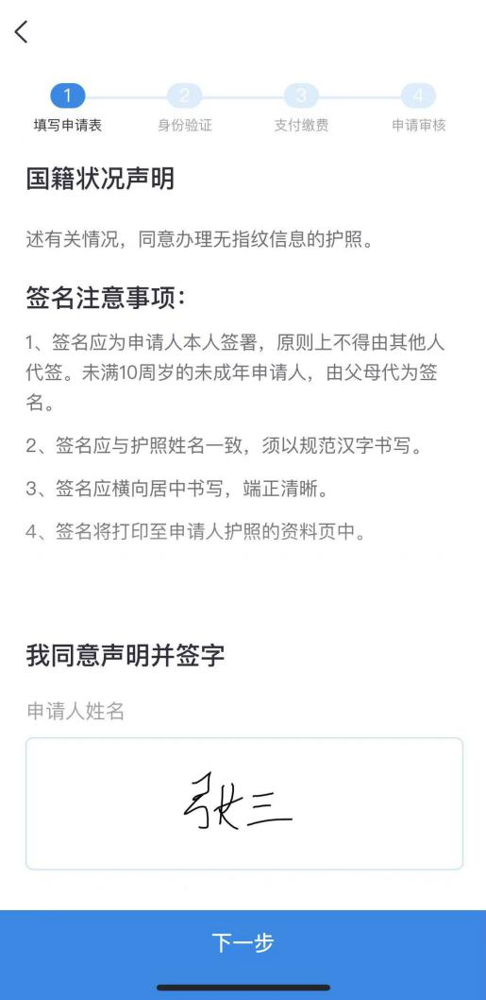 1
2
3
4
填写申请表
身份验证
支付缴费
申请审核
国籍状况声明
述有关情况，同意办理无指纹信息的护照。
签名注意事项：
1、签名应为申请人本人签署，原则上不得由其他人
代签。未满10周岁的未成年申请人，由父母代为签
名。
2、签名应与护照姓名一致，须以规范汉字书写。
3、签名应横向居中书写，端正清晰。
4、签名将打印至申请人护照的资料页中。
我同意声明并签字
申请人姓名
张三
下一步